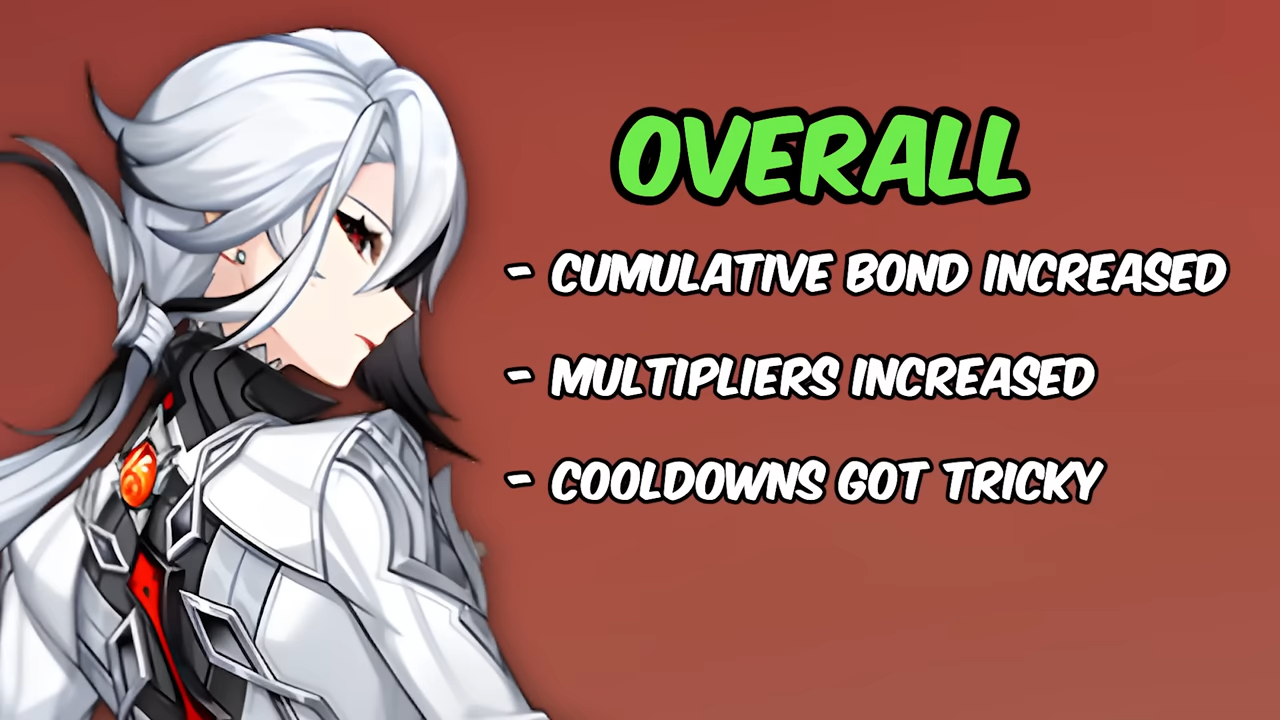 OVERALL
- CUMULATIVE BOND INCREASED
- MULTIPLIERS INCREASED
- COOLDOWNS GOT TRICKY